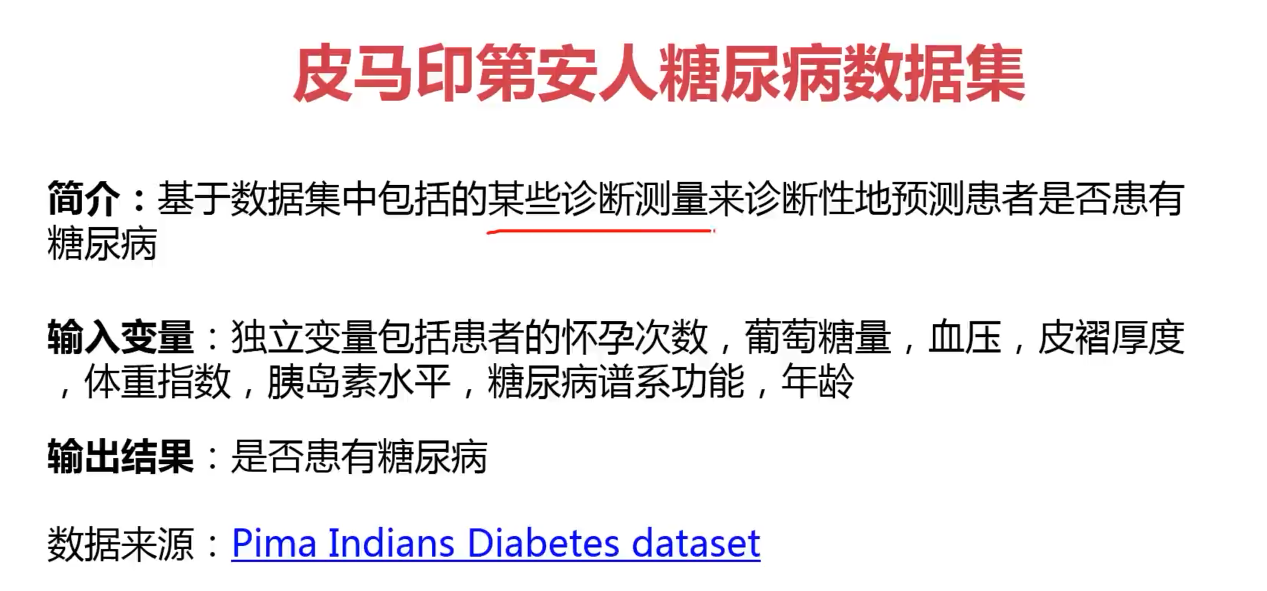 皮马印第安人糖尿病数据集
简介：基于数据集中包括的某些诊断测量来诊断性地预测患者是否患有
糖尿病
输入变量：独立变量包括患者的怀孕次数，葡萄糖量，血压，皮褶厚度
，体重指数，胰岛素水平，糖尿病谱系功能，年龄
输出结果：是否患有糖尿病
数据来源：Pima Indians Diabetes dataset